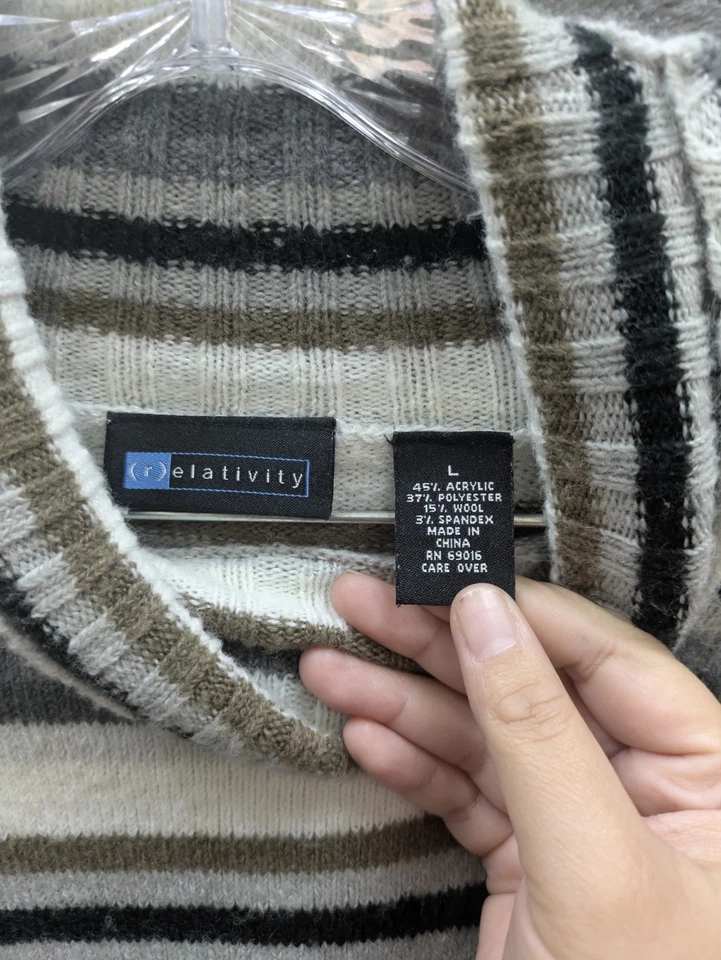 (r)elativity
L
45% ACRYLIC
37% POLYESTER
15% WOOL
3% SPANDEX
MADE IN
CHINA
RN 69016
CARE OVER